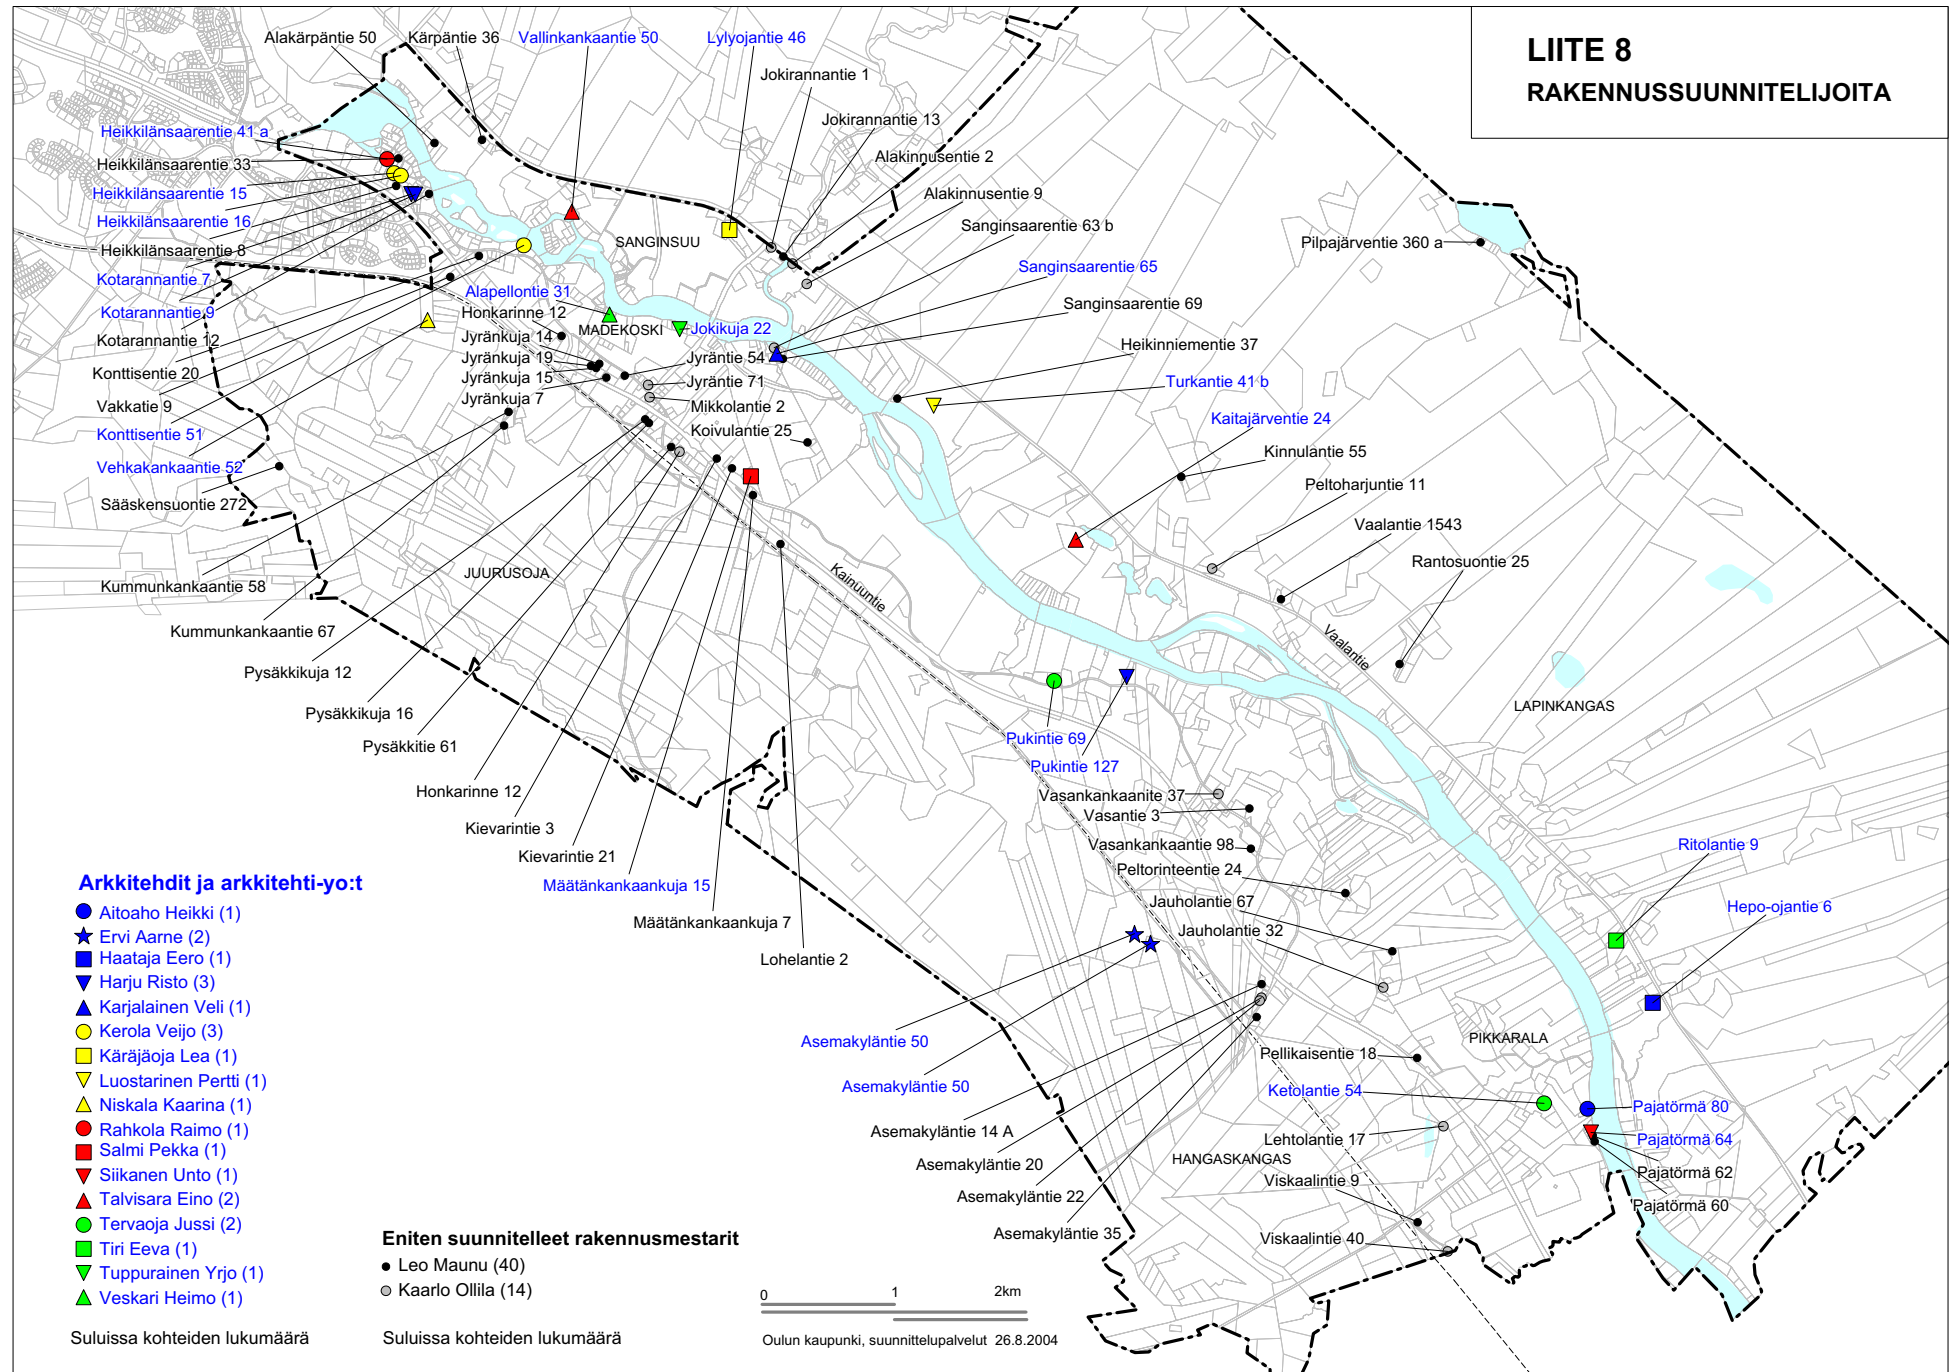 LIITE 8
RAKENNUSSUUNNITELIJOITA
Alakärpäntie 50
Kärpäntie 36
Vallinkankaantie 50
Lylyojantie 46
Jokirannantie 1
Jokirannantie 13
Alakinnusentie 2
Alakinnusentie 9
Sanginsaarentie 63 b
Sanginsaarentie 65
Sanginsaarentie 69
Heikinniementie 37
Turkantie 41 b
Kaitajärventie 24
Kinnulantie 55
Peltoharjuntie 11
Vaalantie 1543
Rantosuontie 25
Pilpajärventie 360 a
Heikkilänsaarentie 41 a
Heikkilänsaarentie 33
Heikkilänsaarentie 15
Heikkilänsaarentie 16
Heikkilänsaarentie 8
Kotarannantie 7
Kotarannantie 9
Kotarannantie 12
Konttisentie 20
Vakkatie 9
Konttisentie 51
Vehkakankaantie 52
Sääskensuontie 272
Kummunkankaantie 58
Kummunkankaantie 67
Pysäkkikuja 12
Pysäkkikuja 16
Pysäkkitie 61
Honkarinne 12
Kievarintie 3
Kievarintie 21
Määtänkankaankuja 15
Määtänkankaankuja 7
Lohelantie 2
SANGINSUU
Alapellontie 31
Honkarinne 12
MADEKOSKI
Jokikuja 22
Jyränkuja 14
Jyränkuja 19
Jyränkuja 15
Jyränkuja 7
Jyräntie 54
Jyräntie 71
Mikkolantie 2
Koivulantie 25
JUURUSOJA
Kainuuntie
Vaalantie
LAPINKANGAS
Pukintie 69
Pukintie 127
Vasankankaanite 37
Vasantie 3
Vasankankaantie 98
Peltorinteentie 24
Jauholantie 67
Jauholantie 32
Ritolantie 9
Hepo-ojantie 6
PIKKARALA
Asemakyläntie 50
Asemakyläntie 50
Asemakyläntie 14 A
Asemakyläntie 20
Asemakyläntie 22
Asemakyläntie 35
Pellikaisentie 18
Ketolantie 54
Lehtolantie 17
HANGASKANGAS
Viskaalintie 9
Viskaalintie 40
Pajatörmä 80
Pajatörmä 64
Pajatörmä 62
Pajatörmä 60
Arkkitehdit ja arkkitehti-yo:t
Aitoaho Heikki (1)
Ervi Aarne (2)
Haataja Eero (1)
Harju Risto (3)
Karjalainen Veli (1)
Kerola Veijo (3)
Käräjäoja Lea (1)
Luostarinen Pertti (1)
Niskala Kaarina (1)
Rahkola Raimo (1)
Salmi Pekka (1)
Siikanen Unto (1)
Talvisara Eino (2)
Tervaoja Jussi (2)
Tiri Eeva (1)
Tuppurainen Yrjo (1)
Veskari Heimo (1)
Suluissa kohteiden lukumäärä
Eniten suunnitelleet rakennusmestarit
Leo Maunu (40)
Kaarlo Ollila (14)
Suluissa kohteiden lukumäärä
0 1 2km
Oulun kaupunki, suunnittelupalvelut 26.8.2004